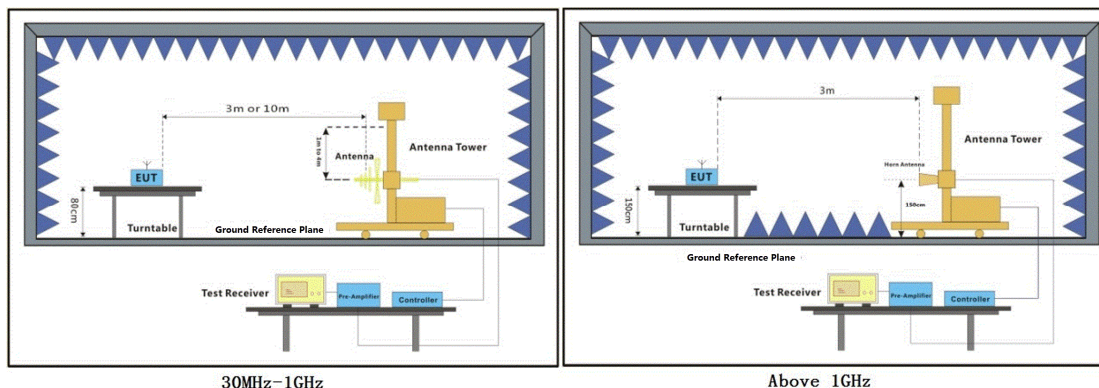 3m or 10m
1m to 4m
Antenna
Antenna Tower
EUT
80cm
Turntable
Ground Reference Plane
Test Receiver
Pre-Amplifier
Controller
30MHz-1GHz
3m
Antenna Tower
Horn Antenna
EUT
150cm
150cm
Turntable
Ground Reference Plane
Test Receiver
Pre-Amplifier
Controller
Above 1GHz